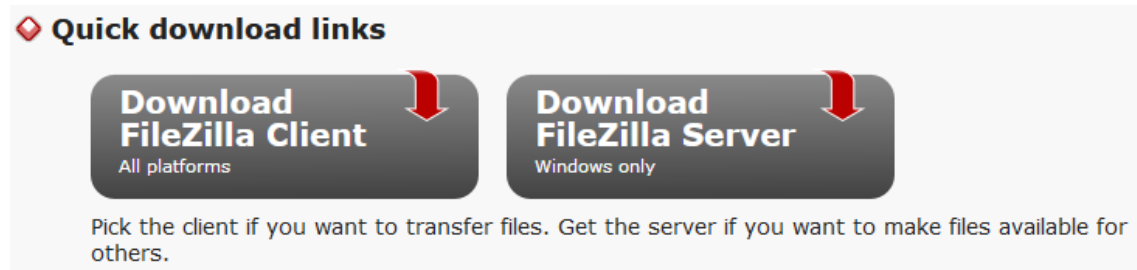 Quick download links
Download
FileZilla Client
All platforms
Download
FileZilla Server
Windows only
Pick the client if you want to transfer files. Get the server if you want to make files available for
others.